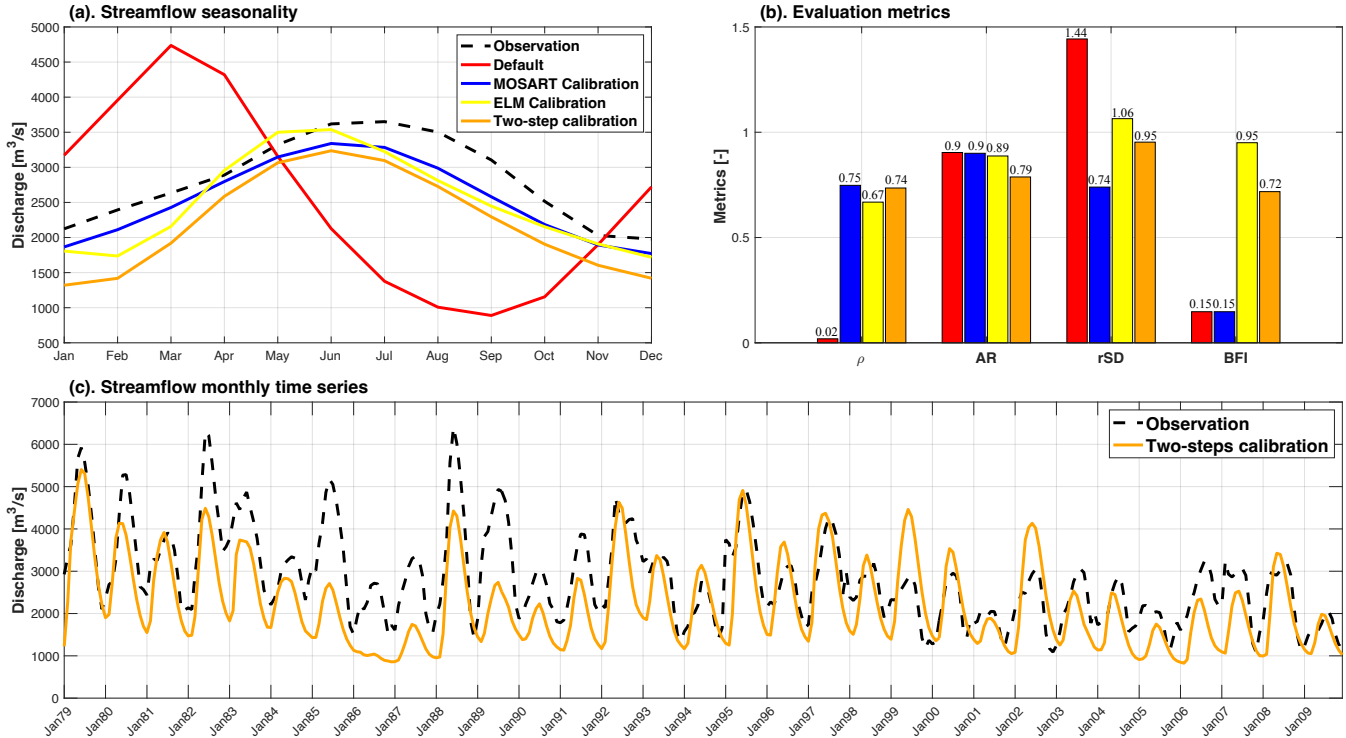 (a). Streamflow seasonality
Discharge [m³/s]
5000
4500
4000
3500
3000
2500
2000
1500
1000
500
Jan Feb Mar Apr May Jun Jul Aug Sep Oct Nov Dec
Observation
Default
MOSART Calibration
ELM Calibration
Two-step calibration
(b). Evaluation metrics
Metrics [-]
1.5
1
0.5
0
0.02 0.75 0.67 0.74
0.9 0.9 0.89 0.79
1.44 0.74 1.06 0.95
0.15 0.15 0.95 0.72
ρ AR rSD BFI
(c). Streamflow monthly time series
Discharge [m³/s]
7000
6000
5000
4000
3000
2000
1000
0
Observation
Two-steps calibration
Jan79 Jan80 Jan81 Jan82 Jan83 Jan84 Jan85 Jan86 Jan87 Jan88 Jan89 Jan90 Jan91 Jan92 Jan93 Jan94 Jan95 Jan96 Jan97 Jan98 Jan99 Jan00 Jan01 Jan02 Jan03 Jan04 Jan05 Jan06 Jan07 Jan08 Jan09